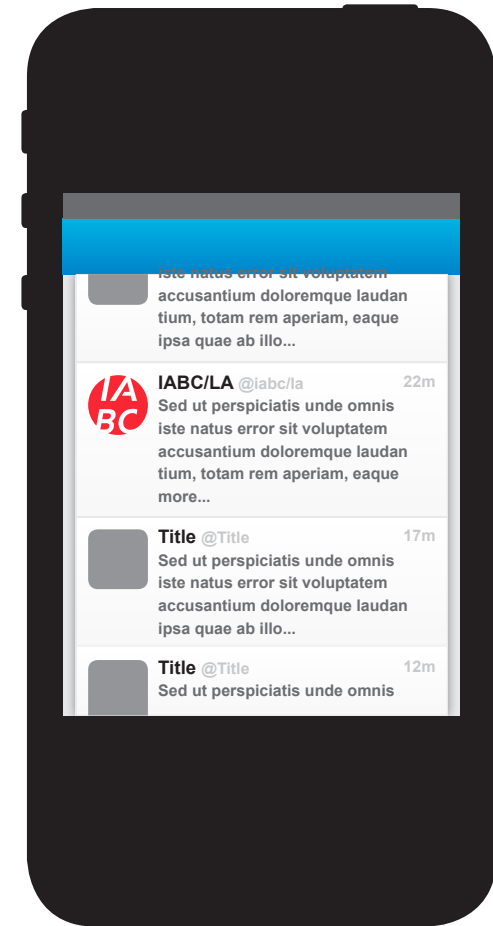 iste natus error sit voluptatem
accusantium doloremque laudan
tium, totam rem aperiam, eaque
ipsa quae ab illo...
IABC/LA @iabc/la 22m
IA
BC
Sed ut perspiciatis unde omnis
iste natus error sit voluptatem
accusantium doloremque laudan
tium, totam rem aperiam, eaque
more...
Title @Title 17m
Sed ut perspiciatis unde omnis
iste natus error sit voluptatem
accusantium doloremque laudan
ipsa quae ab illo...
Title @Title 12m
Sed ut perspiciatis unde omnis